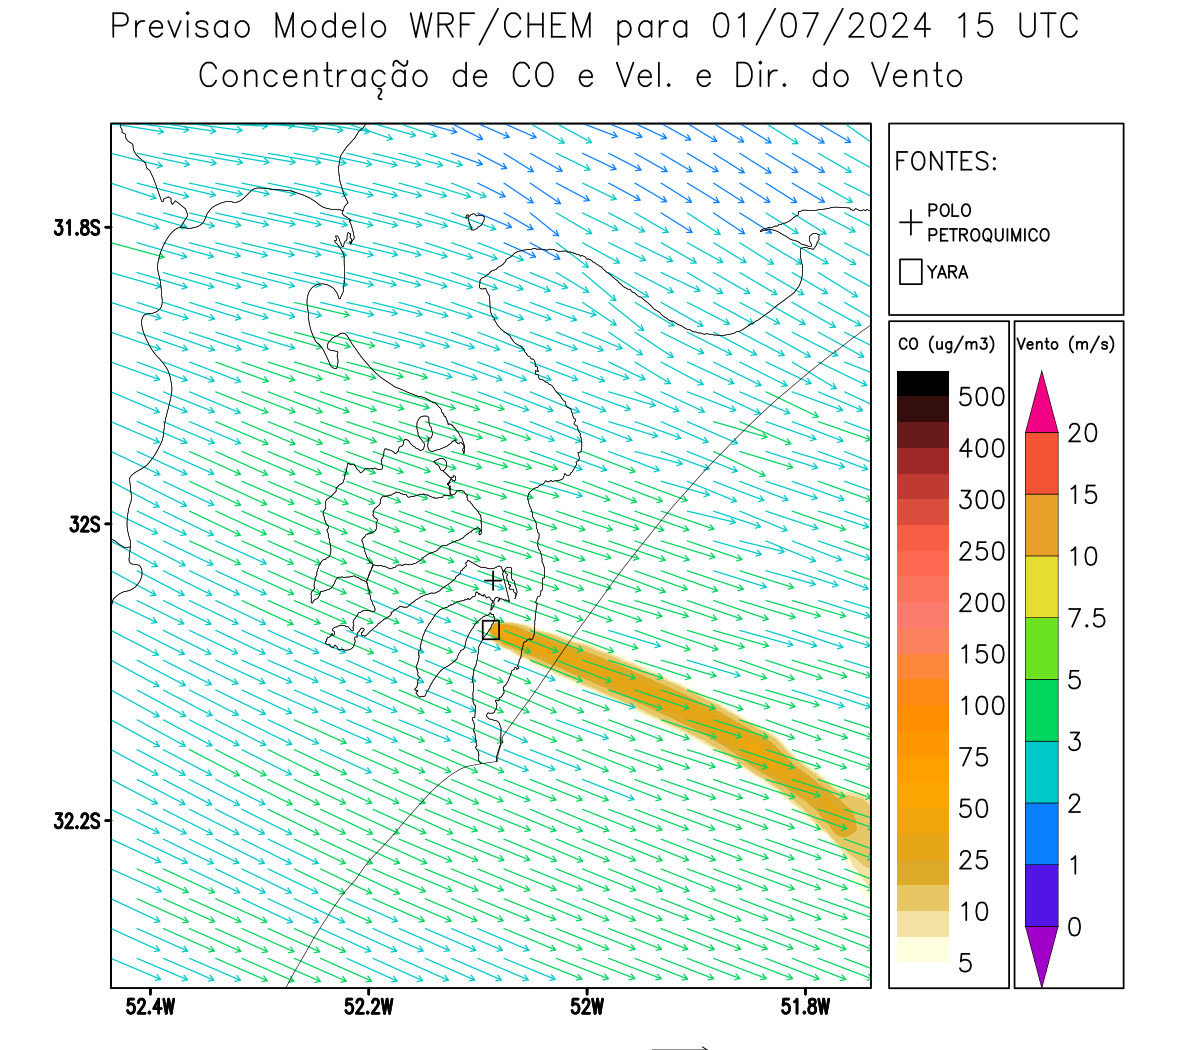 Previsao Modelo WRF/CHEM para 01/07/2024 15 UTC
Concentração de CO e Vel. e Dir. do Vento
FONTES:
POLO
PETROQUIMICO
YARA
CO (ug/m3)
500
400
300
250
200
150
100
75
50
25
10
5
Vento (m/s)
20
15
10
7.5
5
3
2
1
0
31.8S
32S
32.2S
52.4W
52.2W
52W
51.8W